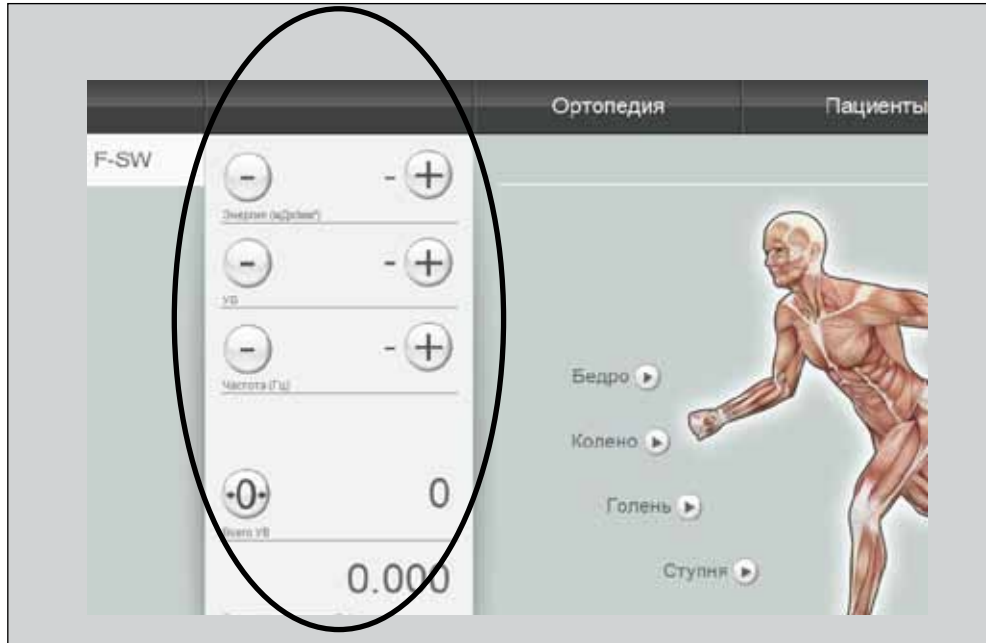 Ортопедия Пациенты
F-SW
- - +
Энергия (мДж/мм²)
- - +
УВ
- - +
Частота (Гц)
Бедро
Колено
0 0
Голень
Всего УВ
Ступня
0.000